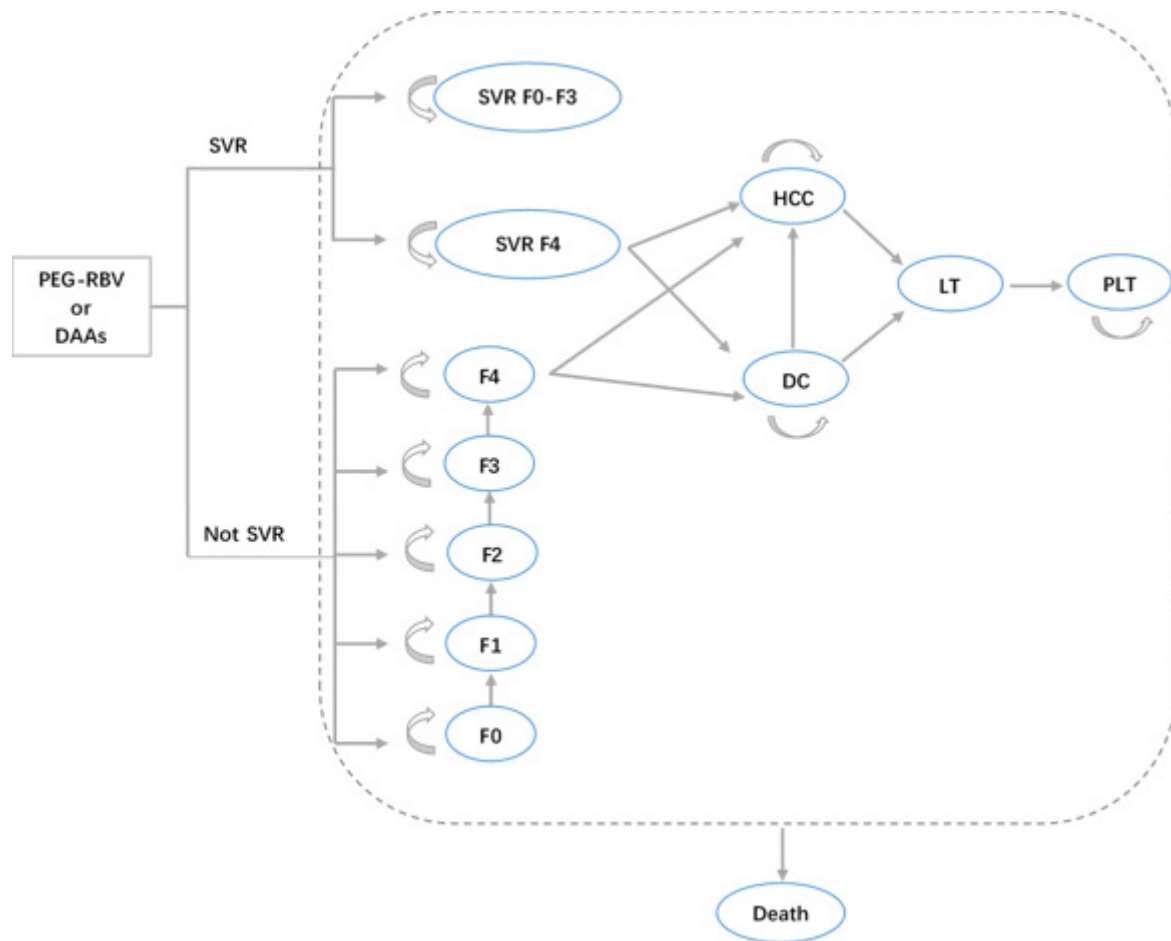 SVR F0-F3
SVR
HCC
SVR F4
PEG-RBV
or
DAAs
LT
PLT
F4
DC
F3
Not SVR
F2
F1
F0
Death